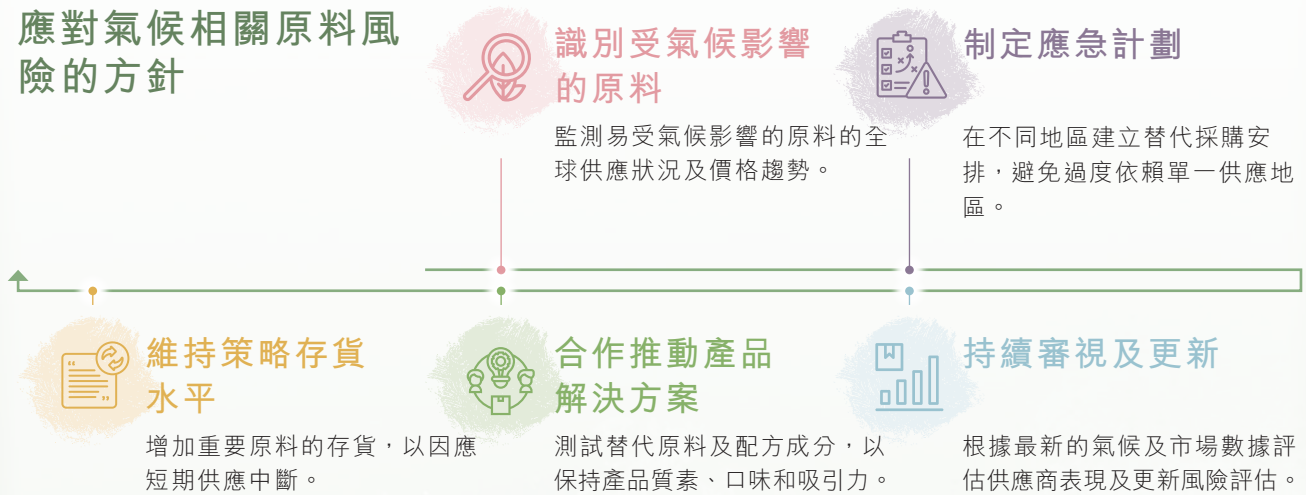 應對氣候相關原料風
險的方針
識別受氣候影響
的原料
監測易受氣候影響的原料的全
球供應狀況及價格趨勢。
制定應急計劃
在不同地區建立替代採購安
排，避免過度依賴單一供應地
區。
維持策略存貨
水平
增加重要原料的存貨，以因應
短期供應中斷。
合作推動產品
解決方案
測試替代原料及配方成分，以
保持產品質素、口味和吸引力。
持續審視及更新
根據最新的氣候及市場數據評
估供應商表現及更新風險評估。